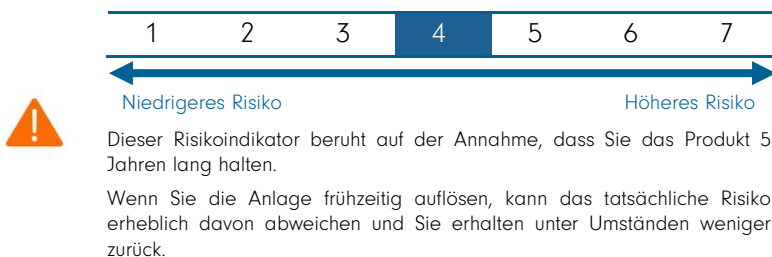 1 2 3 4 5 6 7
Niedrigeres Risiko Höheres Risiko
Dieser Risikoindikator beruht auf der Annahme, dass Sie das Produkt 5
Jahren lang halten.
Wenn Sie die Anlage frühzeitig auflösen, kann das tatsächliche Risiko
erheblich davon abweichen und Sie erhalten unter Umständen weniger
zurück.